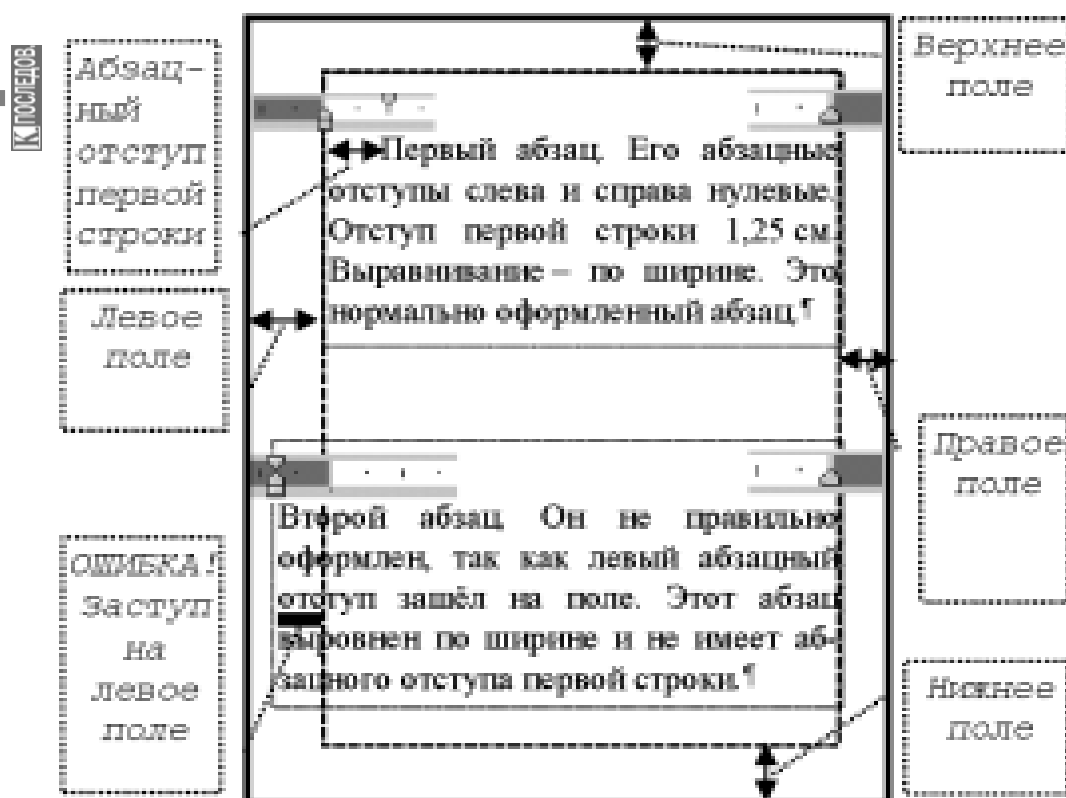 К ПОСЛЕДОВ.
Абзац-
ный
отступ
первой
строки
Левое
поле
ОШИБКА!
Заступ
на
левое
поле
Первый абзац. Его абзацные
отступы слева и справа нулевые.
Отступ первой строки 1,25 см.
Выравнивание – по ширине. Это
нормально оформленный абзац.¶
Второй абзац. Он не правильно
оформлен, так как левый абзацный
отступ зашёл на поле. Этот абзац
выровнен по ширине и не имеет аб-
зацного отступа первой строки.¶
Верхнее
поле
Правое
поле
Нижнее
поле